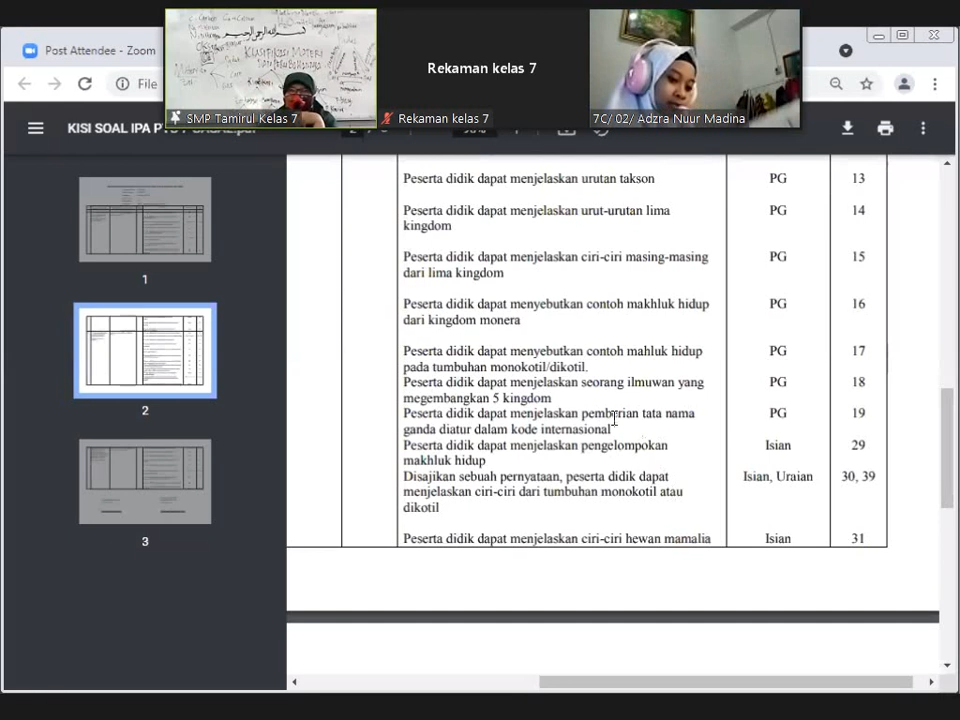 Post Attendee - Zoom
SMP Tamirul Kelas 7
Rekaman kelas 7
Rekaman kelas 7
7C/ 02/ Adzra Nuur Madina
KLASIFIKASI MATERI
File
KISI SOAL IPA
Peserta didik dapat menjelaskan urutan takson PG 13
Peserta didik dapat menjelaskan urut-urutan lima PG 14
kingdom
Peserta didik dapat menjelaskan ciri-ciri masing-masing PG 15
dari lima kingdom
Peserta didik dapat menyebutkan contoh makhluk hidup PG 16
dari kingdom monera
Peserta didik dapat menyebutkan contoh mahluk hidup PG 17
pada tumbuhan monokotil/dikotil.
Peserta didik dapat menjelaskan seorang ilmuwan yang PG 18
megembangkan 5 kingdom
Peserta didik dapat menjelaskan pemberian tata nama PG 19
ganda diatur dalam kode internasional
Peserta didik dapat menjelaskan pengelompokan Isian 29
makhluk hidup
Disajikan sebuah pernyataan, peserta didik dapat Isian, Uraian 30, 39
menjelaskan ciri-ciri dari tumbuhan monokotil atau
dikotil
Peserta didik dapat menjelaskan ciri-ciri hewan mamalia Isian 31
1
2
3